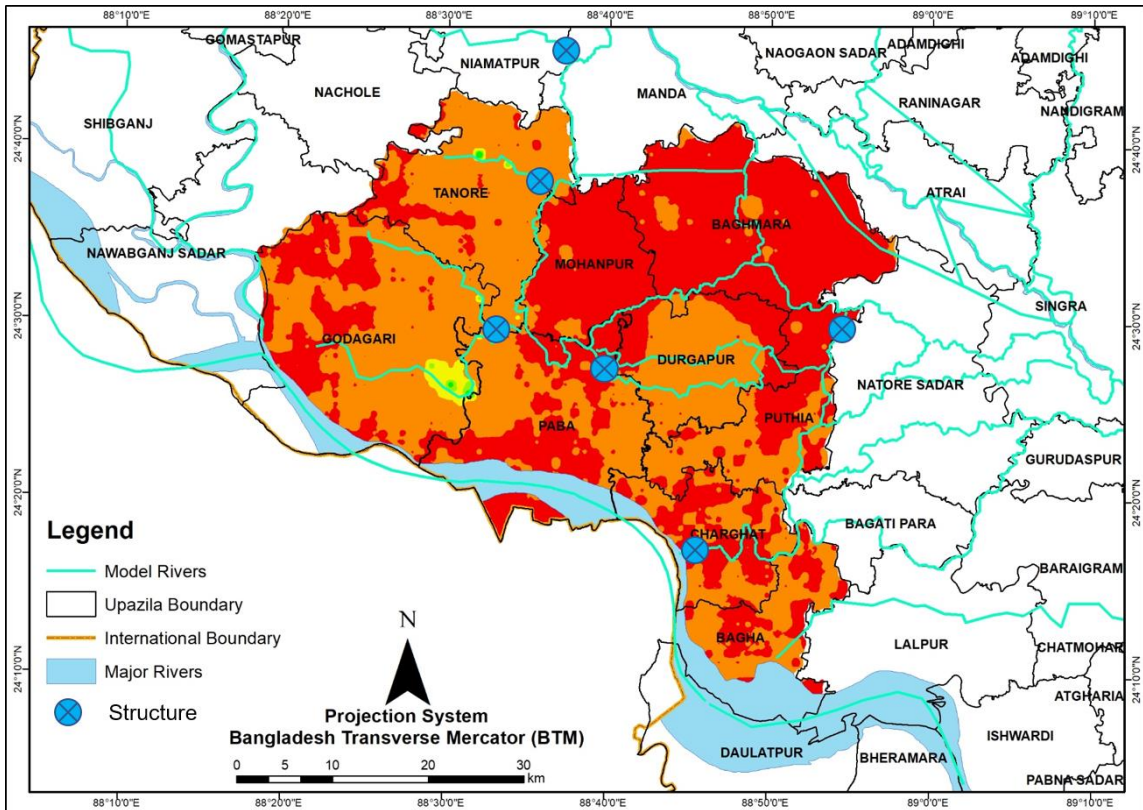 88°10'0"E 88°20'0"E 88°30'0"E 88°40'0"E 88°50'0"E 89°0'0"E 89°10'0"E
GOMASTAPUR
NIAMATPUR
NAOGAON SADAR
ADAMDIGHI
ADAMDIGHI
NACHOLE
MANDA
RANINAGAR
NANDIGRAM
SHIBGANJ
24°40'0"N
24°40'0"N
TANORE
ATRAI
BAGHMARA
NAWABGANJ SADAR
MOHANPUR
SINGRA
24°30'0"N
24°30'0"N
GODAGARI
DURGAPUR
NATORE SADAR
PABA
PUTHIA
GURUDASPUR
24°20'0"N
24°20'0"N
Legend
CHARGHAT
BAGATI PARA
Model Rivers
BARAIGRAM
Upazila Boundary
N
International Boundary
BAGHA
LALPUR
CHATMOHAR
Major Rivers
24°10'0"N
24°10'0"N
ATGHARIA
Structure
Projection System
Bangladesh Transverse Mercator (BTM)
DAULATPUR
BHERAMARA
ISHWARDI
PABNA SADAR
0 5 10 20 30
km
88°10'0"E 88°20'0"E 88°30'0"E 88°40'0"E 88°50'0"E 89°0'0"E 89°10'0"E